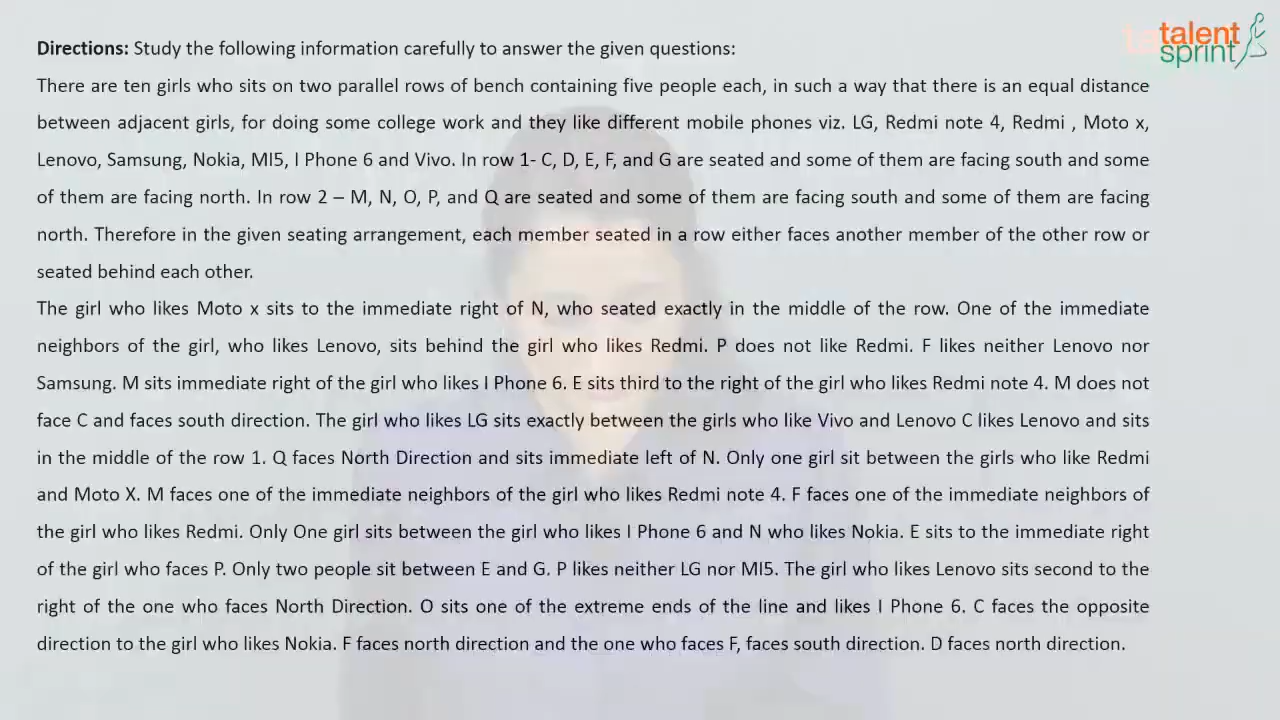 talent
sprint
Directions: Study the following information carefully to answer the given questions:
There are ten girls who sits on two parallel rows of bench containing five people each, in such a way that there is an equal distance
between adjacent girls, for doing some college work and they like different mobile phones viz. LG, Redmi note 4, Redmi , Moto x,
Lenovo, Samsung, Nokia, MI5, I Phone 6 and Vivo. In row 1- C, D, E, F, and G are seated and some of them are facing south and some
of them are facing north. In row 2 – M, N, O, P, and Q are seated and some of them are facing south and some of them are facing
north. Therefore in the given seating arrangement, each member seated in a row either faces another member of the other row or
seated behind each other.
The girl who likes Moto x sits to the immediate right of N, who seated exactly in the middle of the row. One of the immediate
neighbors of the girl, who likes Lenovo, sits behind the girl who likes Redmi. P does not like Redmi. F likes neither Lenovo nor
Samsung. M sits immediate right of the girl who likes I Phone 6. E sits third to the right of the girl who likes Redmi note 4. M does not
face C and faces south direction. The girl who likes LG sits exactly between the girls who like Vivo and Lenovo C likes Lenovo and sits
in the middle of the row 1. Q faces North Direction and sits immediate left of N. Only one girl sit between the girls who like Redmi
and Moto X. M faces one of the immediate neighbors of the girl who likes Redmi note 4. F faces one of the immediate neighbors of
the girl who likes Redmi. Only One girl sits between the girl who likes I Phone 6 and N who likes Nokia. E sits to the immediate right
of the girl who faces P. Only two people sit between E and G. P likes neither LG nor MI5. The girl who likes Lenovo sits second to the
right of the one who faces North Direction. O sits one of the extreme ends of the line and likes I Phone 6. C faces the opposite
direction to the girl who likes Nokia. F faces north direction and the one who faces F, faces south direction. D faces north direction.